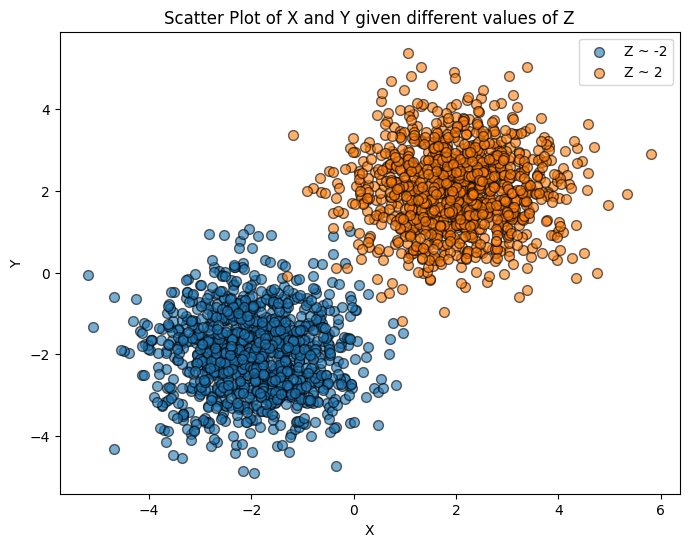 Scatter Plot of X and Y given different values of Z
Z ~ -2
Z ~ 2
4
2
0
−2
−4
Y
−4
−2
0
2
4
6
X